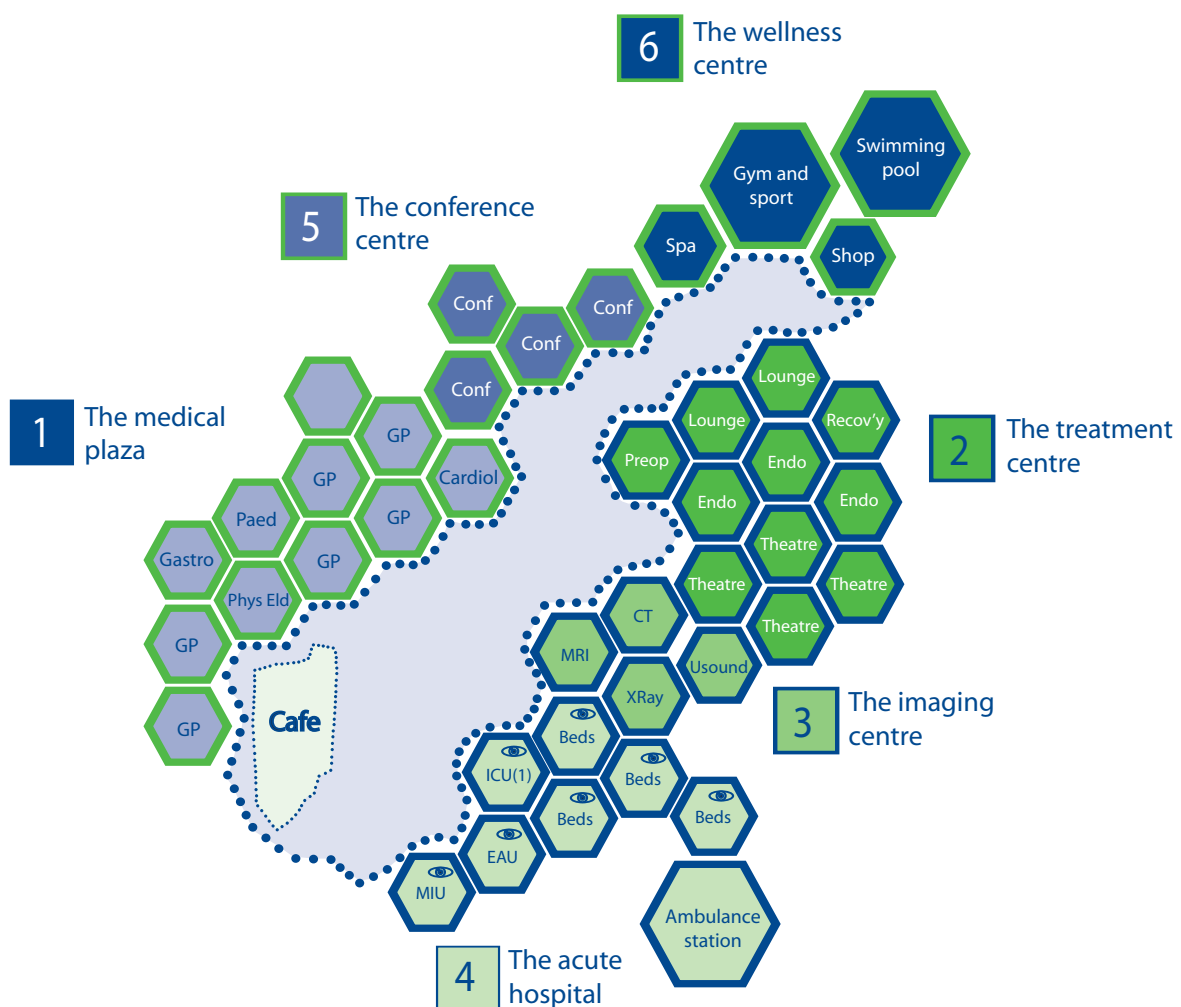 6
The wellness
centre
Swimming
pool
Gym and
sport
Spa
Shop
5
The conference
centre
Conf
Conf
Conf
Conf
1
The medical
plaza
GP
GP
Cardiol
Paed
GP
Gastro
GP
Phys Eld
GP
GP
Cafe
Lounge
Lounge
Recov'y
Preop
Endo
Endo
Endo
Theatre
Theatre
Theatre
Theatre
2
The treatment
centre
CT
MRI
Usound
XRay
3
The imaging
centre
Beds
ICU(1)
Beds
Beds
Beds
EAU
MIU
Ambulance
station
4
The acute
hospital